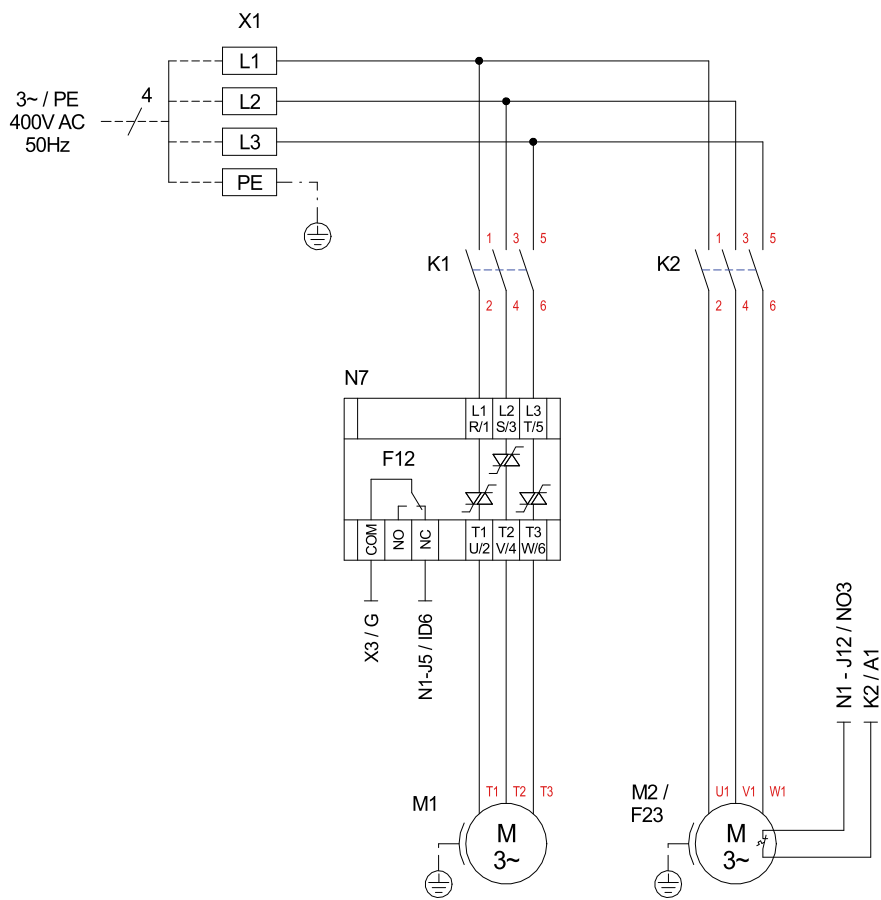 X1
L1
4
L2
3~ / PE
400V AC
50Hz
L3
PE
K1
1 3 5
2 4 6
K2
1 3 5
2 4 6
N7
L1 L2 L3
R/1 S/3 T/5
F12
COM
NO
NC
T1 T2 T3
U/2 V/4 W/6
X3 / G
N1-J5 / ID6
N1 - J12 / NO3
K2 / A1
M1
T1 T2 T3
M
3~
M2 /
F23
U1 V1 W1
M
3~